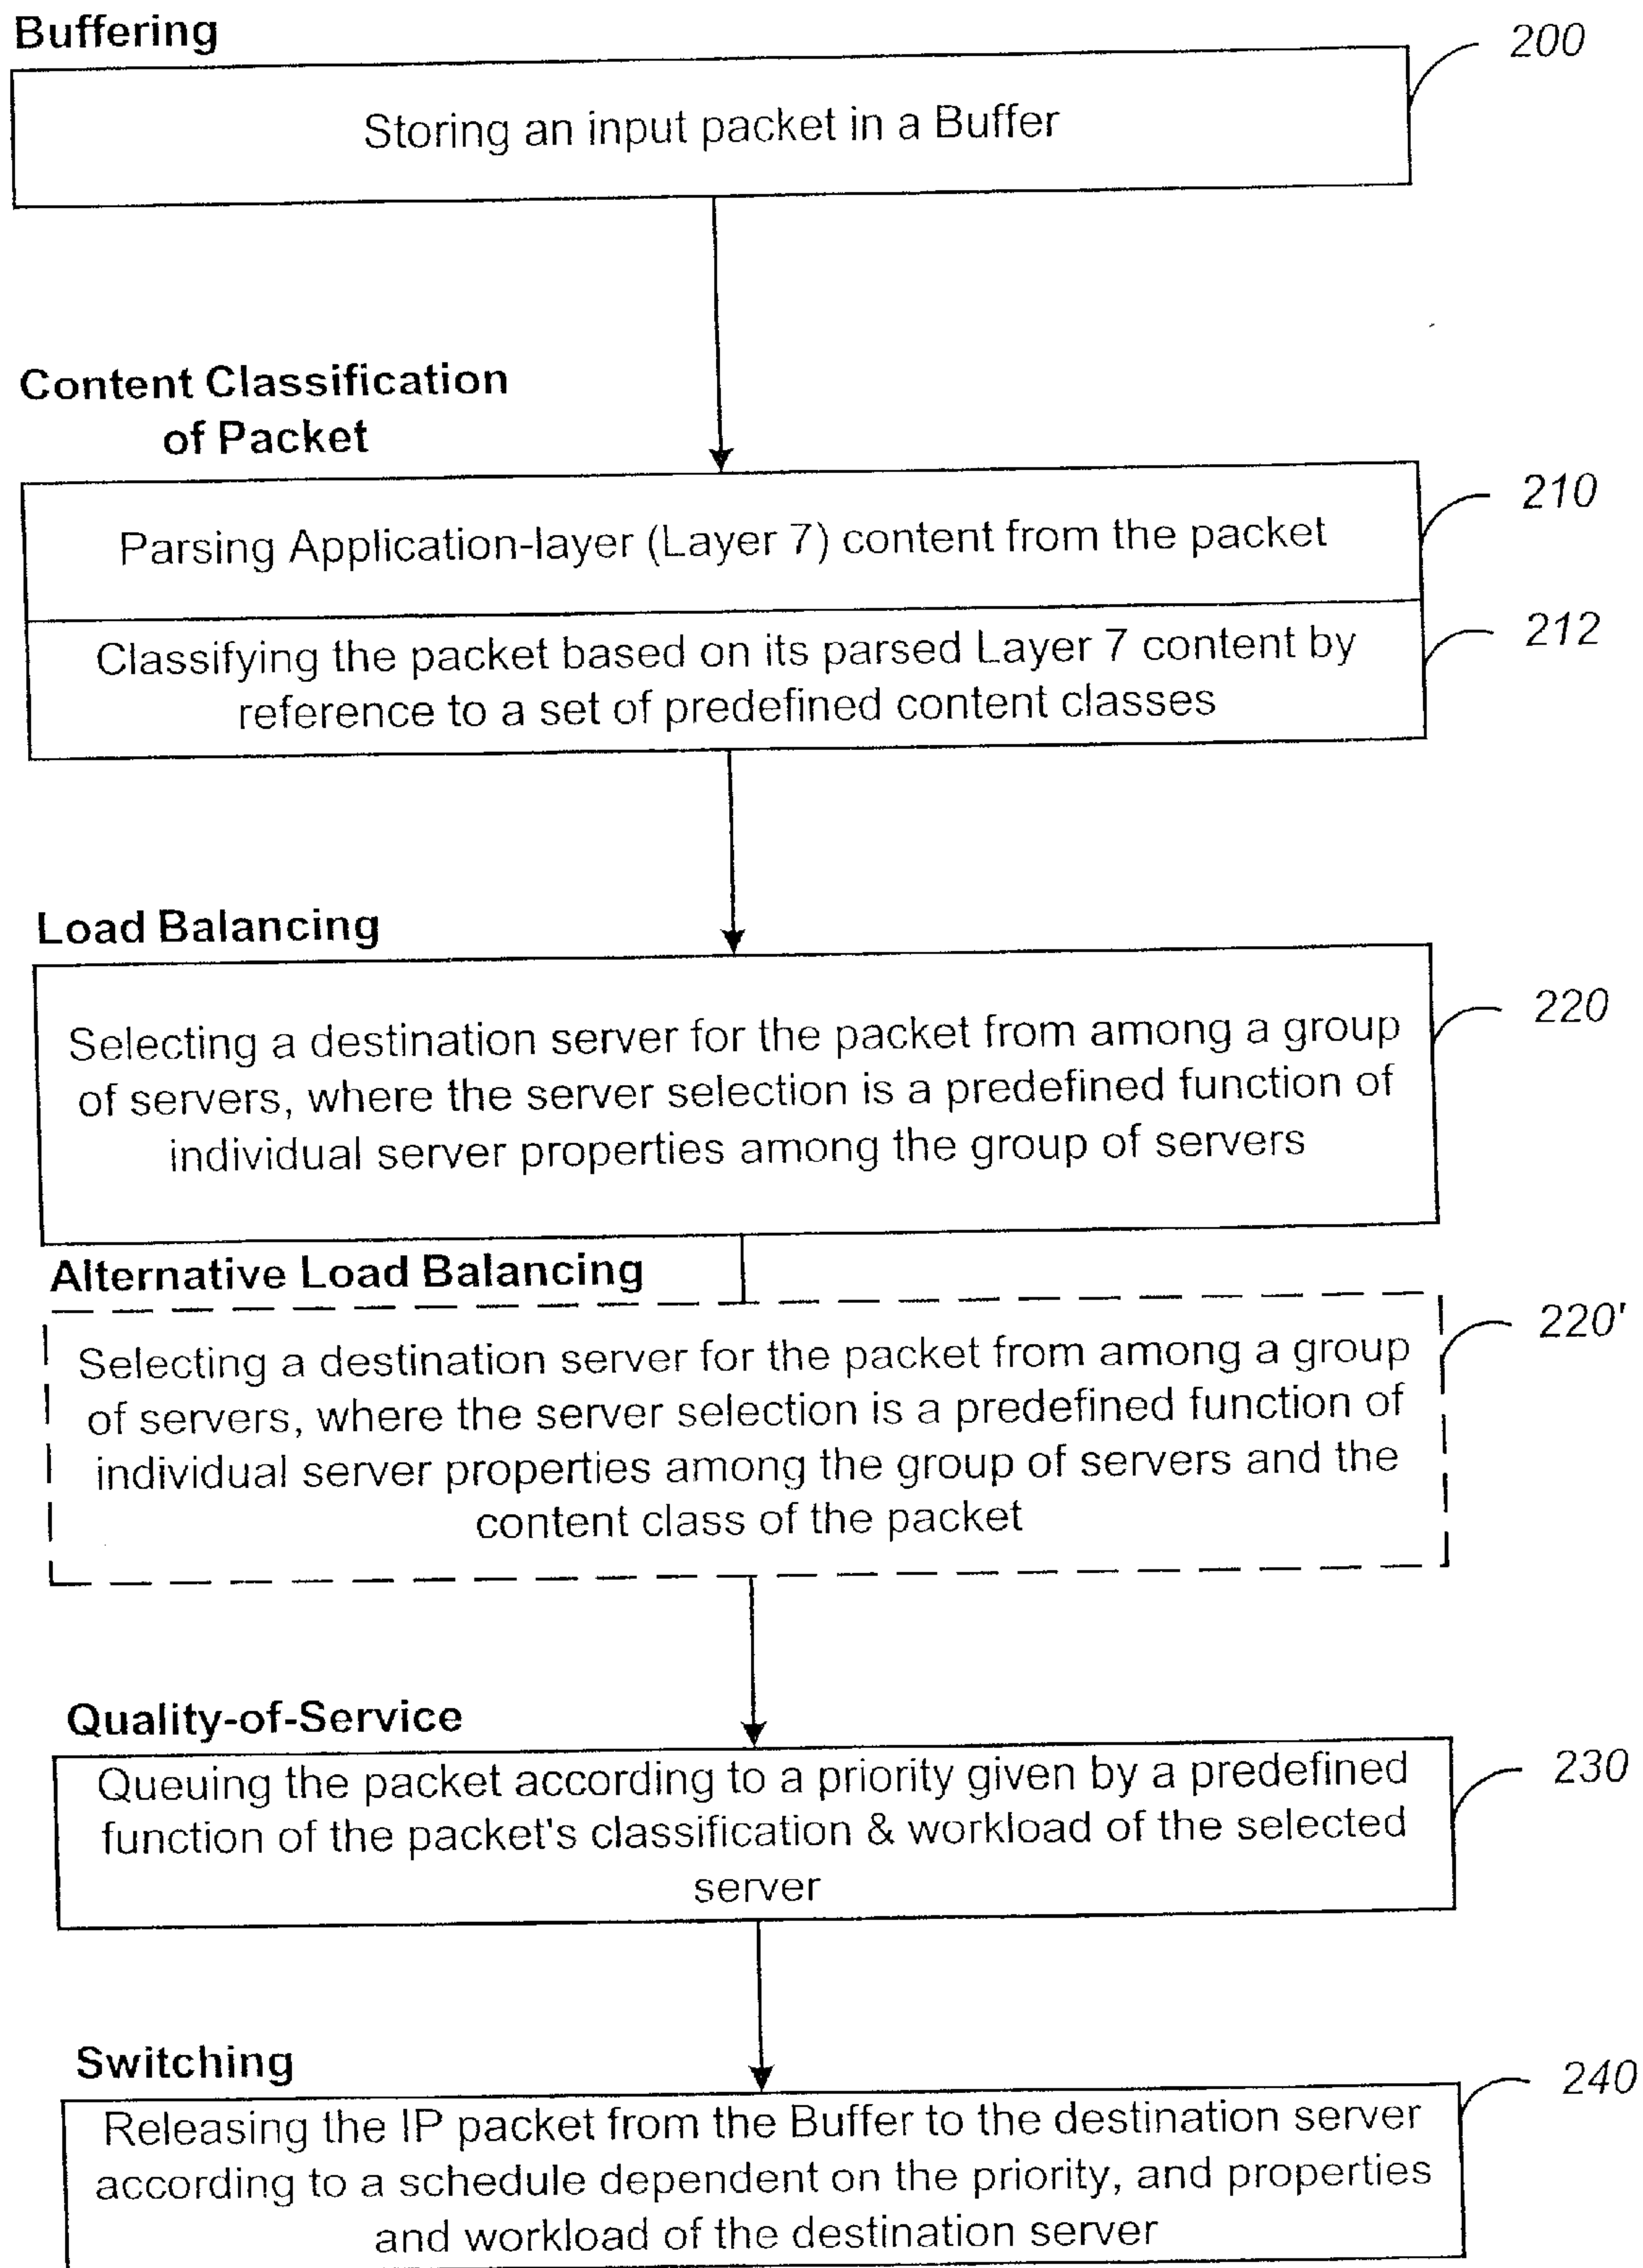 Buffering
200
Storing an input packet in a Buffer
Content Classification
of Packet
210
Parsing Application-layer (Layer 7) content from the packet
212
Classifying the packet based on its parsed Layer 7 content by
reference to a set of predefined content classes
Load Balancing
220
Selecting a destination server for the packet from among a group
of servers, where the server selection is a predefined function of
individual server properties among the group of servers
Alternative Load Balancing
220'
Selecting a destination server for the packet from among a group
of servers, where the server selection is a predefined function of
individual server properties among the group of servers and the
content class of the packet
Quality-of-Service
230
Queuing the packet according to a priority given by a predefined
function of the packet's classification & workload of the selected
server
Switching
240
Releasing the IP packet from the Buffer to the destination server
according to a schedule dependent on the priority, and properties
and workload of the destination server